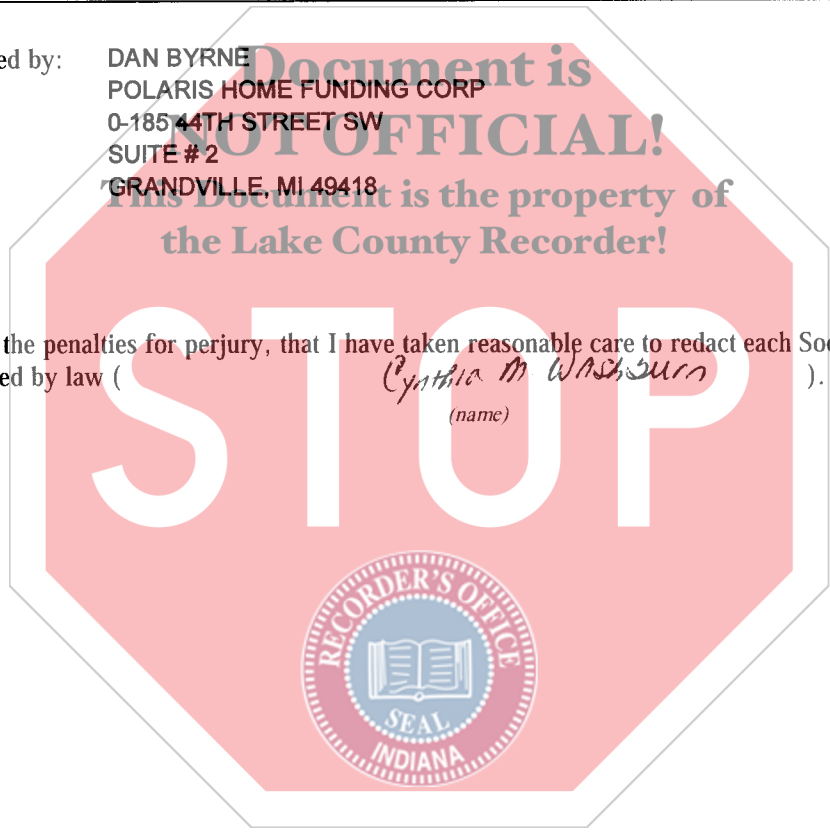 ed by: DAN BYRNE
POLARIS HOME FUNDING CORP
0-185 44TH STREET SW
SUITE # 2
GRANDVILLE, MI 49418
Document is
NOT OFFICIAL!
This Document is the property of
the Lake County Recorder!
the penalties for perjury, that I have taken reasonable care to redact each Soc
ed by law ( Cynthia M Washburn ).
(name)
STOP
RECORDER'S OFFICE
SEAL
INDIANA